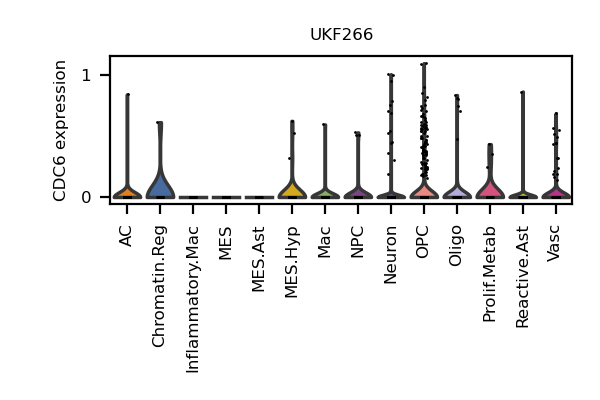 UKF266
CDC6 expression
1
0
AC
Chromatin.Reg
Inflammatory.Mac
MES
MES.Ast
MES.Hyp
Mac
NPC
Neuron
OPC
Oligo
Prolif.Metab
Reactive.Ast
Vasc